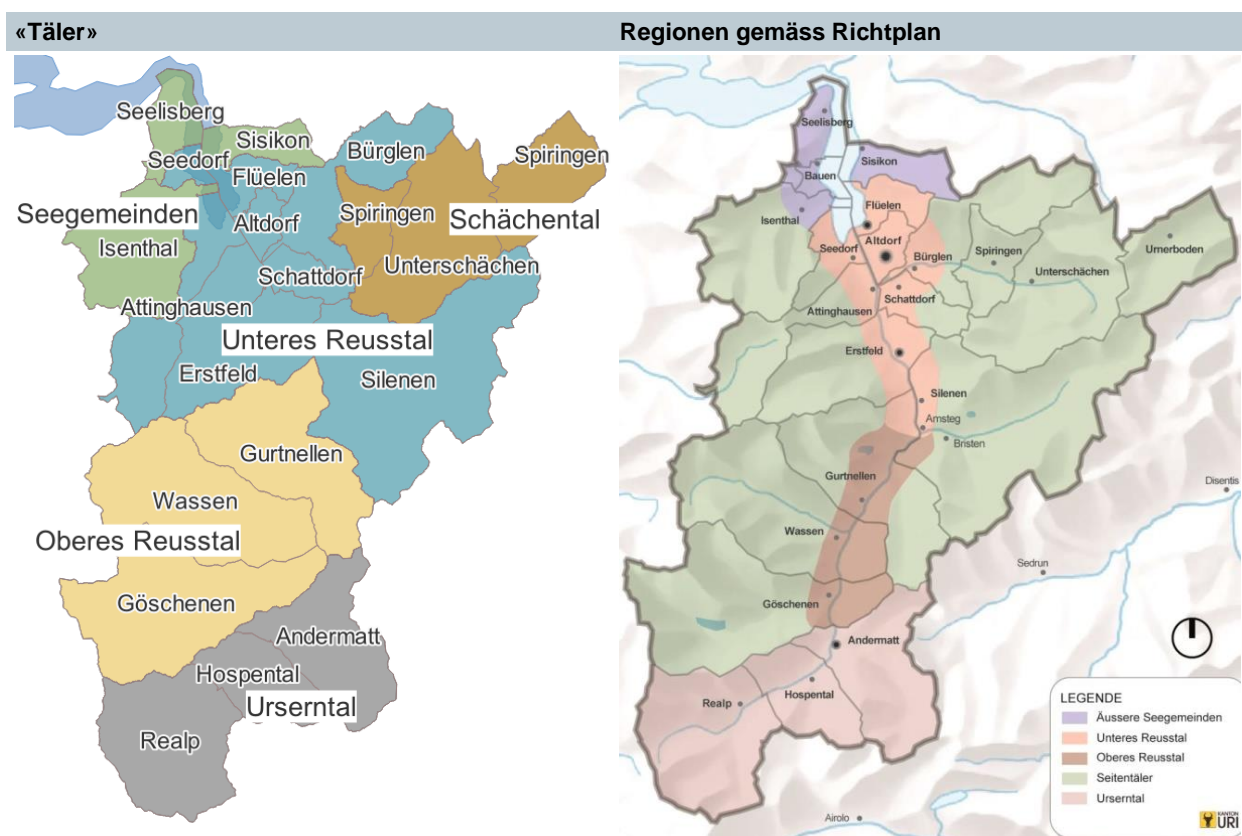 «Täler»
Regionen gemäss Richtplan
Seelisberg
Sisikon
Seedorf
Flüelen
Bürglen
Spiringen
Seegemeinden
Altdorf
Spiringen
Schächental
Isenthal
Schattdorf
Unterschächen
Attinghausen
Unteres Reusstal
Erstfeld
Silenen
Gurtnellen
Wassen
Oberes Reusstal
Göschenen
Andermatt
Hospental
Urserntal
Realp
Seelisberg
Sisikon
Bauen
Isenthal
Flüelen
Altdorf
Seedorf
Bürglen
Spiringen
Urnerboden
Unterschächen
Attinghausen
Schattdorf
Erstfeld
Silenen
Amsteg
Bristen
Gurtnellen
Disentis
Wassen
Sedrun
Göschenen
Andermatt
Realp
Hospental
Airolo
LEGENDE
Äussere Seegemeinden
Unteres Reusstal
Oberes Reusstal
Seitentäler
Urserntal
KANTON
URI